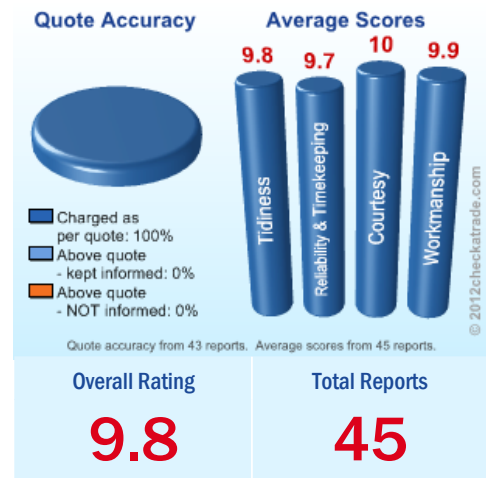 Quote Accuracy
Average Scores
9.8
9.7
10
9.9
Tidiness
Reliability & Timekeeping
Courtesy
Workmanship
Charged as
per quote: 100%
Above quote
- kept informed: 0%
Above quote
- NOT informed: 0%
© 2012checkatrade.com
Quote accuracy from 43 reports. Average scores from 45 reports.
Overall Rating
Total Reports
9.8
45